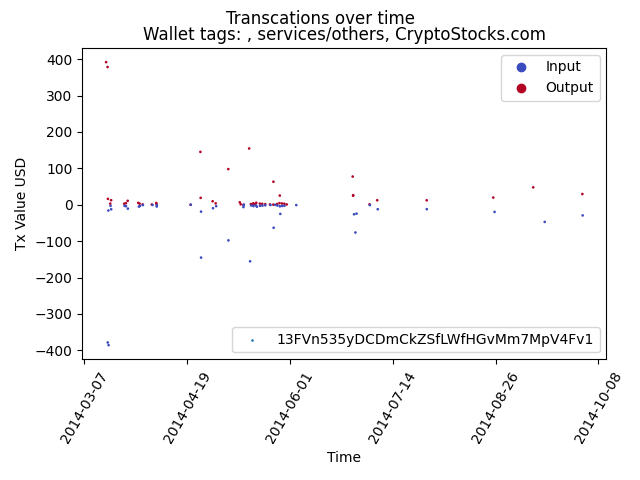 Transcations over time
Wallet tags: , services/others, CryptoStocks.com
Input
Output
Tx Value USD
400
300
200
100
0
−100
−200
−300
−400
13FVn535yDCDmCkZSfLWfHGvMm7MpV4Fv1
2014-03-07
2014-04-19
2014-06-01
2014-07-14
2014-08-26
2014-10-08
Time